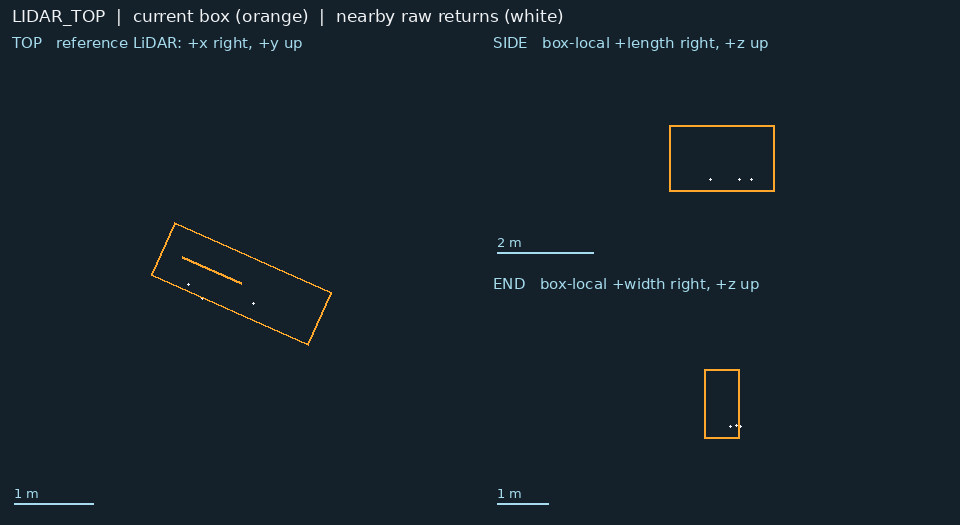 LIDAR_TOP | current box (orange) | nearby raw returns (white)
TOP reference LiDAR: +x right, +y up
SIDE box-local +length right, +z up
2 m
END box-local +width right, +z up
1 m
1 m